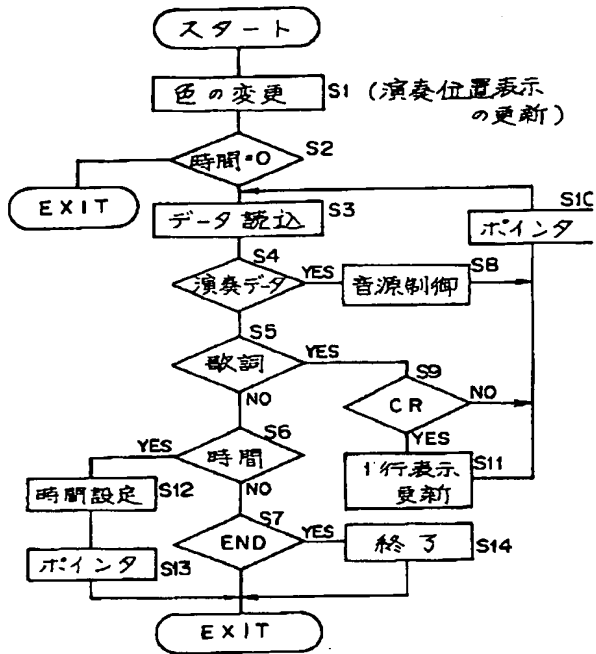 スタート
色の変更 S1 (演奏位置表示
の更新)
時間=0 S2
EXIT
データ読込 S3
S10
ポインタ
S4
演奏データ YES 音源制御 S8
S5
歌詞 YES
NO
S9
CR NO
YES
S6
YES 時間
NO
1行表示 S11
更新
時間設定 S12
S7
END YES 終了 S14
ポインタ S13
EXIT